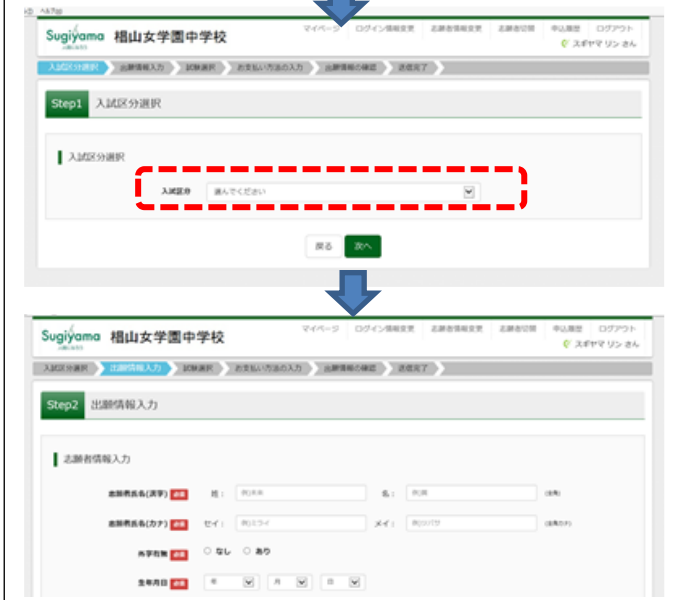 Sugiyama 椙山女学園中学校
マイページ ログイン情報変更 志願者情報変更 志願者切替 申込履歴 ログアウト
スギヤマ リン さん
入試区分選択 出願情報入力 試験選択 お支払い方法の入力 出願情報の確認 送信完了
Step1 入試区分選択
入試区分選択
入試区分 選んでください
戻る 次へ
Sugiyama 椙山女学園中学校
マイページ ログイン情報変更 志願者情報変更 志願者切替 申込履歴 ログアウト
スギヤマ リン さん
入試区分選択 出願情報入力 試験選択 お支払い方法の入力 出願情報の確認 送信完了
Step2 出願情報入力
志願者情報入力
志願者氏名(漢字) 必須 姓: 名: (全角)
志願者氏名(カナ) 必須 セイ: メイ: (全角カナ)
外字有無 必須 なし あり
生年月日 必須 年 月 日